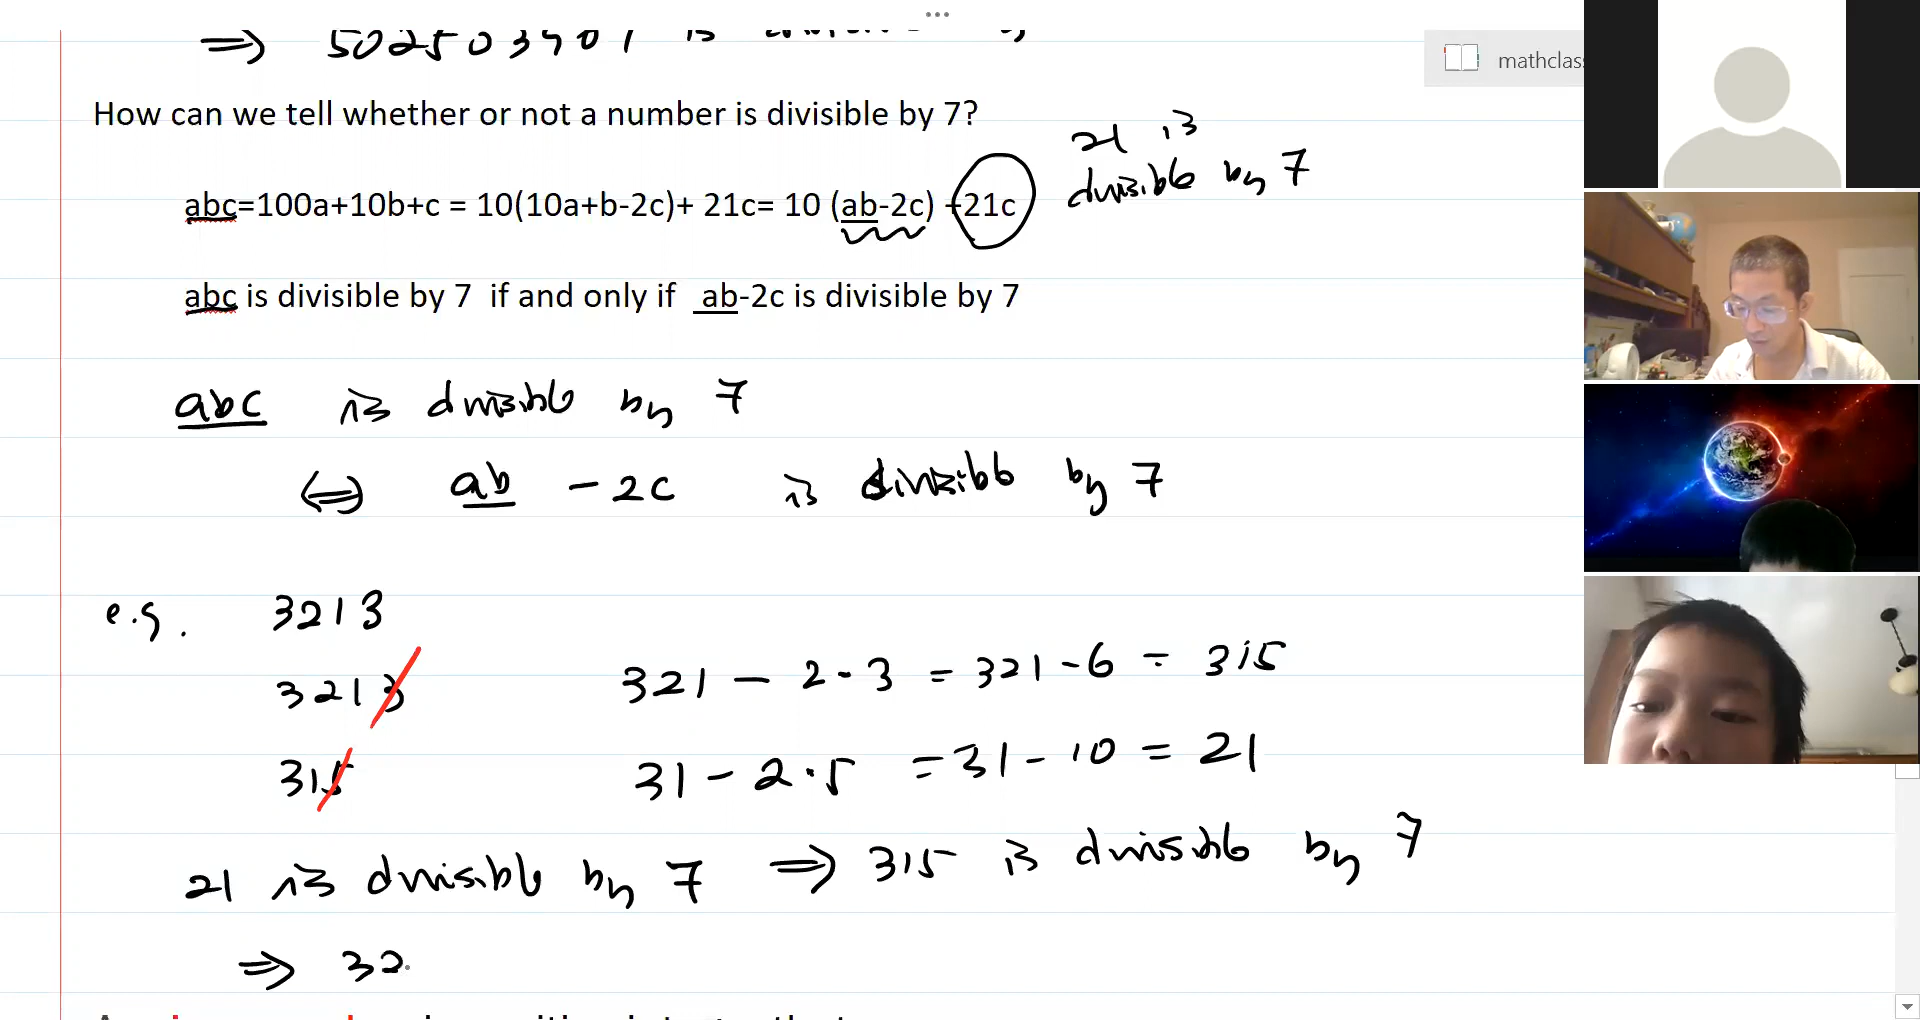 ⇒ 502503401 is
mathclas
How can we tell whether or not a number is divisible by 7?
21 is
divisible by 7
abc=100a+10b+c = 10(10a+b-2c)+ 21c= 10 (ab-2c) +21c
abc is divisible by 7 if and only if ab-2c is divisible by 7
abc is divisible by 7
⇔ ab - 2c is divisible by 7
e.g. 3213
3213 321 - 2·3 = 321-6 = 315
315 31 - 2·5 = 31 - 10 = 21
21 is divisible by 7 ⇒ 315 is divisible by 7
⇒ 32